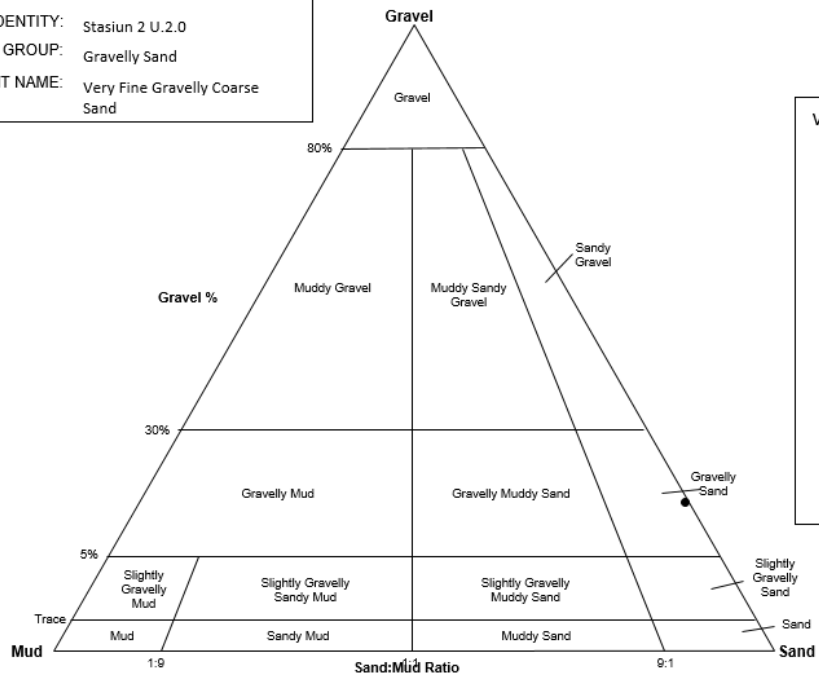 DENTITY: Stasiun 2 U.2.0
GROUP: Gravelly Sand
T NAME: Very Fine Gravelly Coarse
Sand
Gravel
Gravel
80%
Sandy
Gravel
Gravel %
Muddy Gravel
Muddy Sandy
Gravel
30%
Gravelly Mud
Gravelly Muddy Sand
Gravelly
Sand
5%
Slightly
Gravelly
Mud
Slightly Gravelly
Sandy Mud
Slightly Gravelly
Muddy Sand
Slightly
Gravelly
Sand
Trace
Mud
Sandy Mud
Muddy Sand
Sand
Mud
Sand
1:9
1:1
9:1
Sand:Mud Ratio